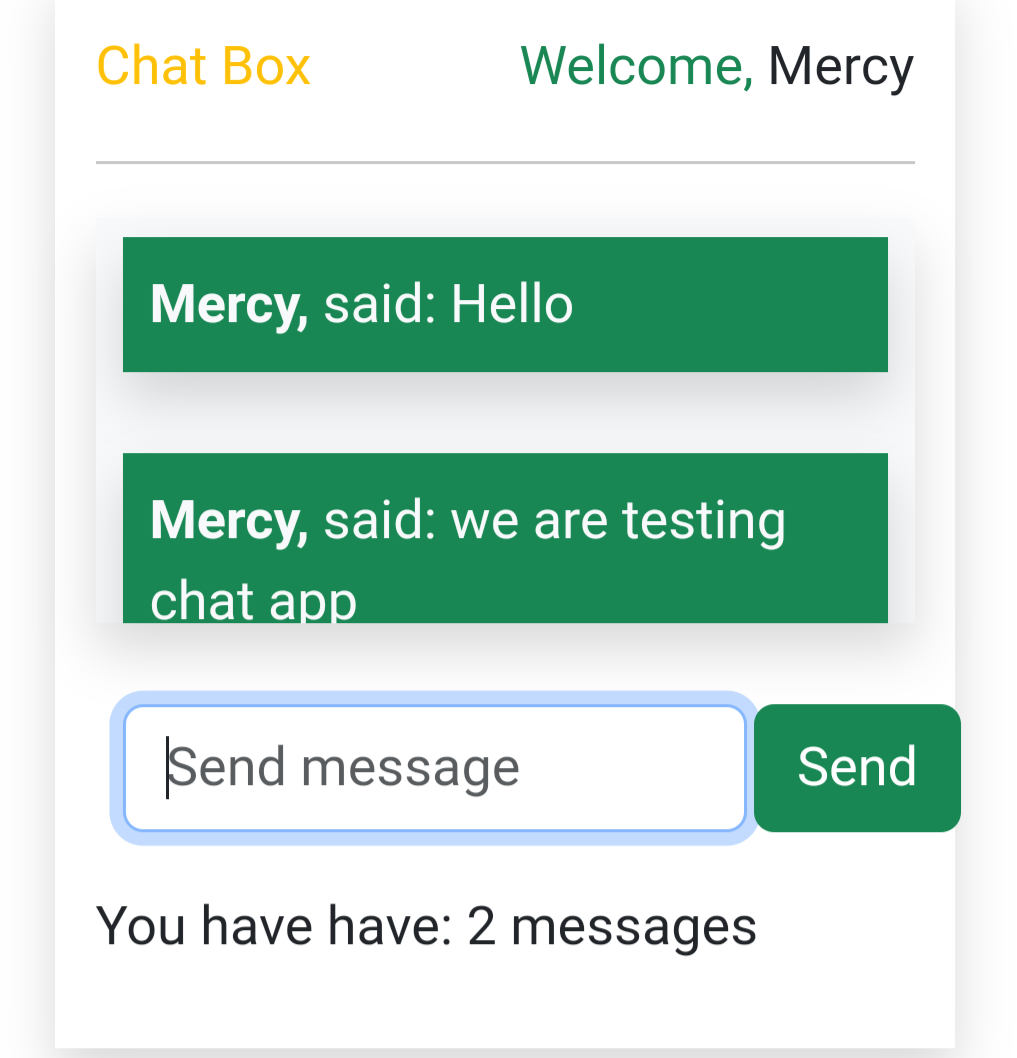 Chat Box
Welcome, Mercy
Mercy, said: Hello
Mercy, said: we are testing
chat app
Send message
Send
You have have: 2 messages